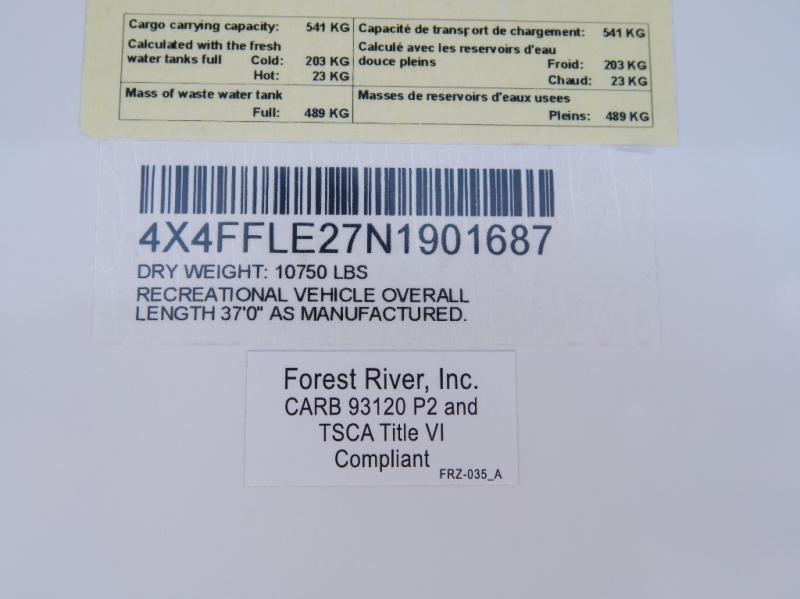 Cargo carrying capacity: 541 KG
Calculated with the fresh
water tanks full Cold: 203 KG
Hot: 23 KG
Mass of waste water tank
Full: 489 KG
Capacité de transport de chargement: 541 KG
Calculé avec les reservoirs d'eau
douce pleins Froid: 203 KG
Chaud: 23 KG
Masses de reservoirs d'eaux usees
Pleins: 489 KG
4X4FFLE27N1901687
DRY WEIGHT: 10750 LBS
RECREATIONAL VEHICLE OVERALL
LENGTH 37'0" AS MANUFACTURED.
Forest River, Inc.
CARB 93120 P2 and
TSCA Title VI
Compliant
FRZ-035_A